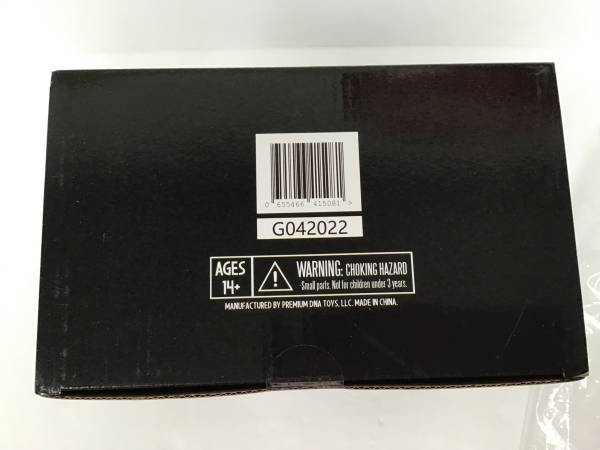 0 655466 415081 >
G042022
AGES
14+
WARNING: CHOKING HAZARD
-Small parts. Not for children under 3 years.
MANUFACTURED BY PREMIUM DNA TOYS, LLC. MADE IN CHINA.